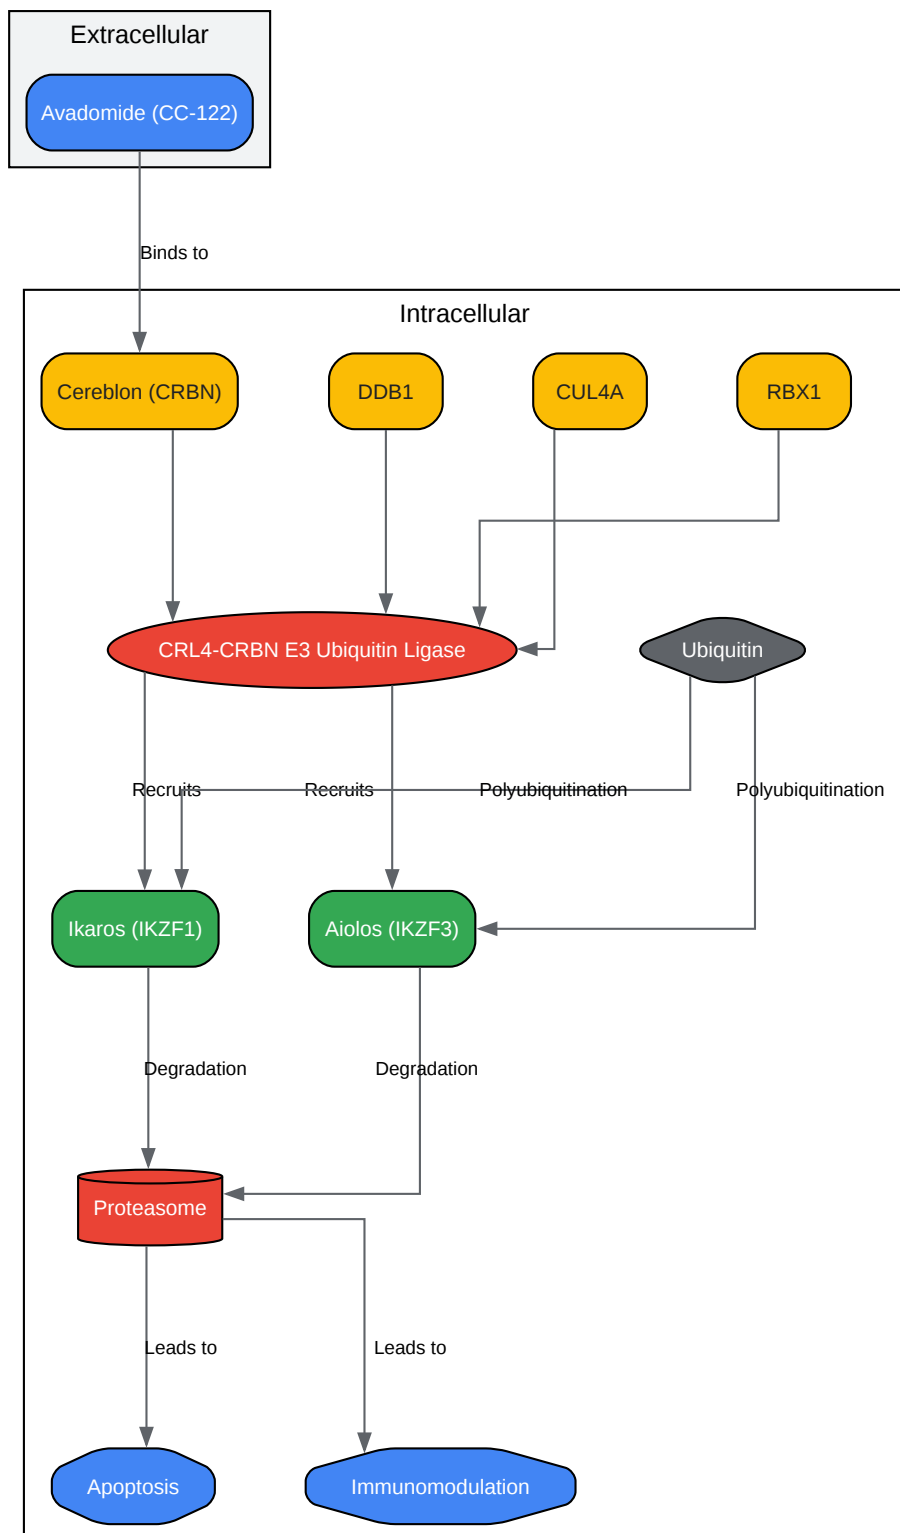 Extracellular
Avadomide (CC-122)
Binds to
Intracellular
Cereblon (CRBN)
DDB1
CUL4A
RBX1
CRL4-CRBN E3 Ubiquitin Ligase
Ubiquitin
Recruits
Recruits
Polyubiquitination
Polyubiquitination
Ikaros (IKZF1)
Aiolos (IKZF3)
Degradation
Degradation
Proteasome
Leads to
Leads to
Apoptosis
Immunomodulation